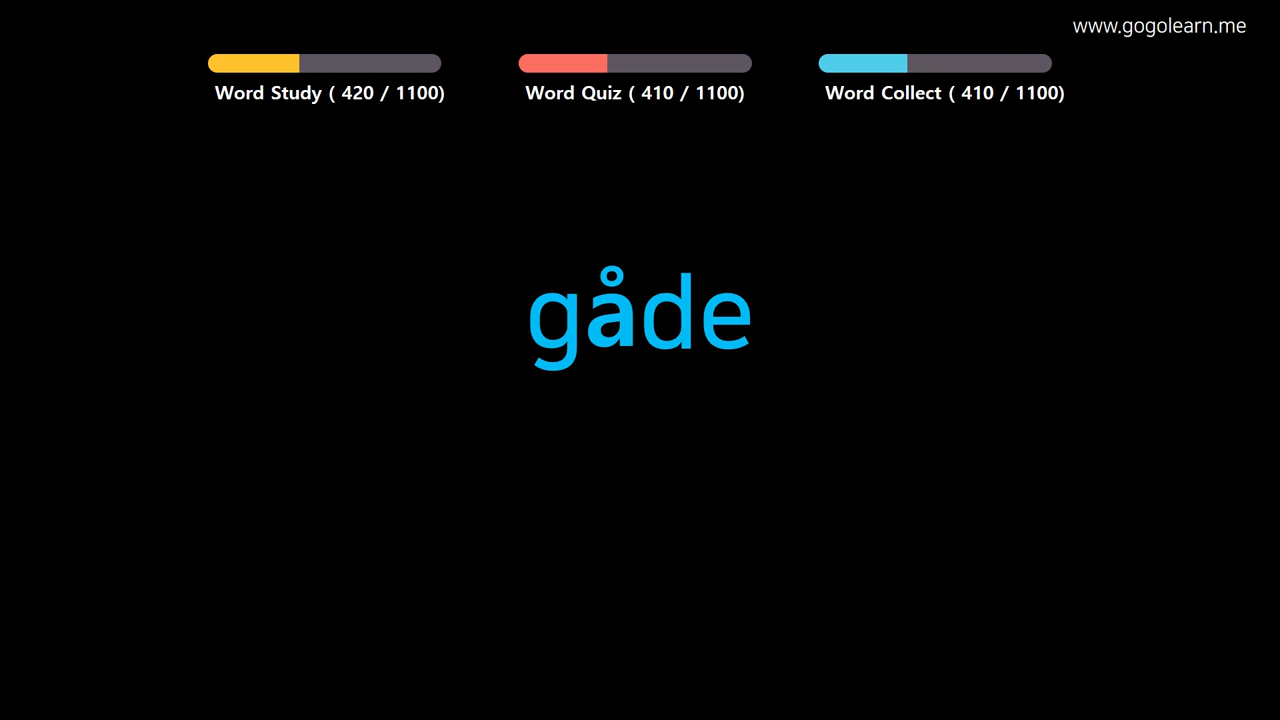 www.gogolearn.me
Word Study ( 420 / 1100)
Word Quiz ( 410 / 1100)
Word Collect ( 410 / 1100)
gåde